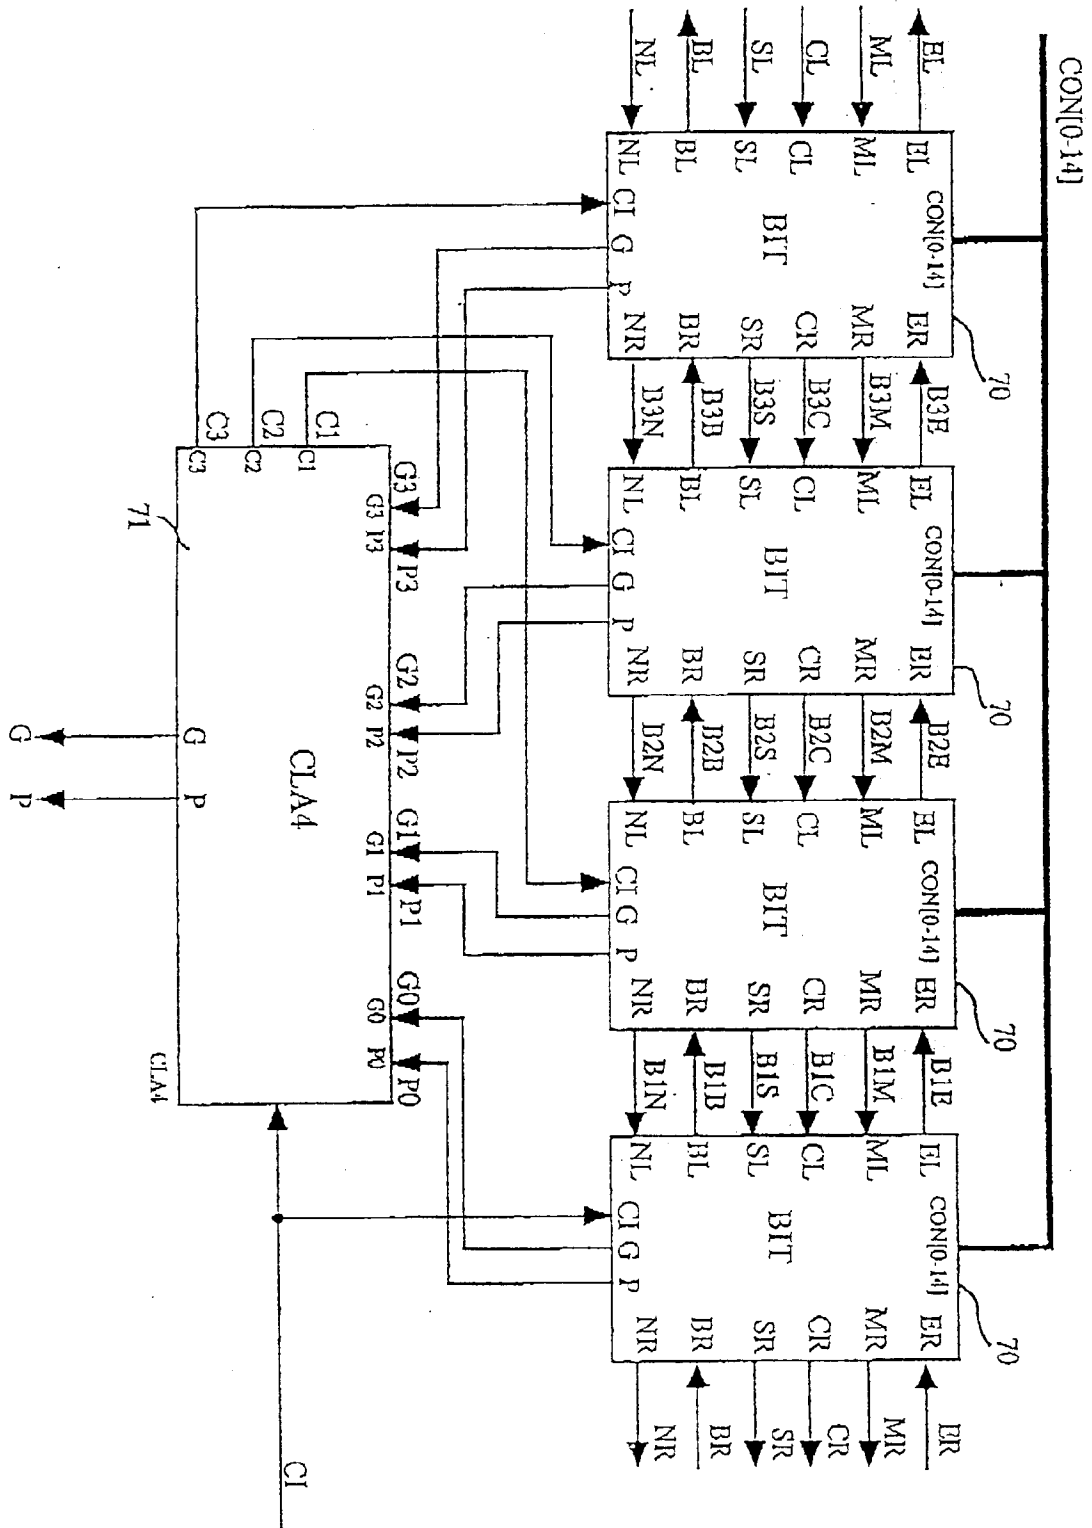 CON[0-14]
EL
ML
CL
SL
BL
NL
EL
ML
CL
SL
BL
NL
CON[0-14]
BIT
CI
G
P
ER
MR
CR
SR
BR
NR
70
B3E
B3M
B3C
B3S
B3B
B3N
EL
ML
CL
SL
BL
NL
CON[0-14]
BIT
CI
G
P
ER
MR
CR
SR
BR
NR
70
B2E
B2M
B2C
B2S
B2B
B2N
EL
ML
CL
SL
BL
NL
CON[0-14]
BIT
CI
G
P
ER
MR
CR
SR
BR
NR
70
B1E
B1M
B1C
B1S
B1B
B1N
EL
ML
CL
SL
BL
NL
CON[0-14]
BIT
CI
G
P
ER
MR
CR
SR
BR
NR
70
ER
MR
CR
SR
BR
NR
G3 P3 G2 P2 G1 P1 G0 P0
G3 P3 G2 P2 G1 P1 G0 P0
C1
C1
C2
C2
C3
C3
71
CLA4
CLA4
G P
G P
CI